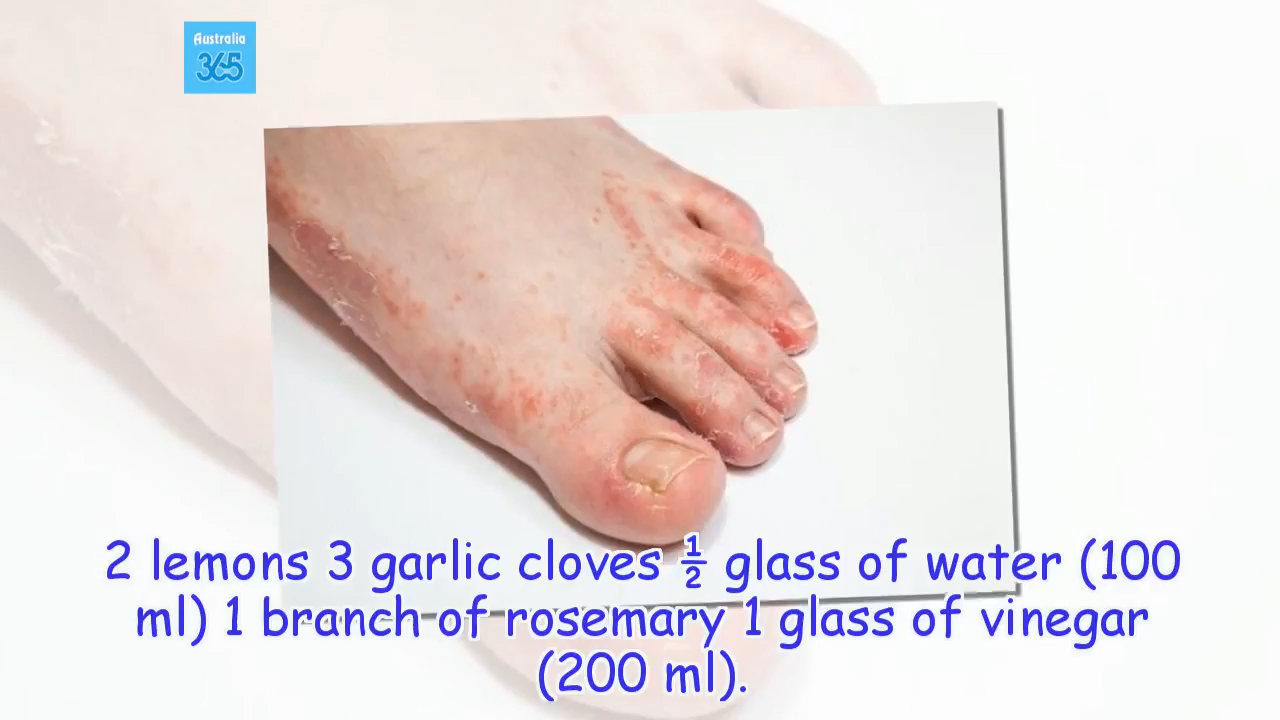 Australia
365
2 lemons 3 garlic cloves ½ glass of water (100
ml) 1 branch of rosemary 1 glass of vinegar
(200 ml).